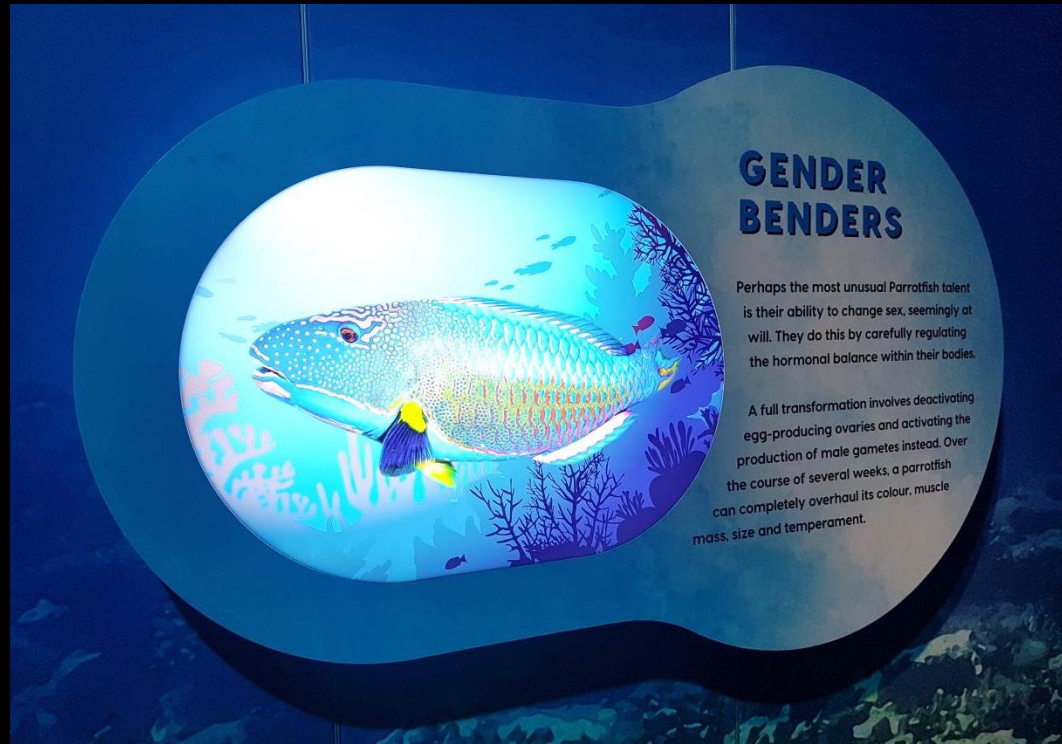 GENDER
BENDERS
Perhaps the most unusual Parrotfish talent
is their ability to change sex, seemingly at
will. They do this by carefully regulating
the hormonal balance within their bodies.
A full transformation involves deactivating
egg-producing ovaries and activating the
production of male gametes instead. Over
the course of several weeks, a parrotfish
can completely overhaul its colour, muscle
mass, size and temperament.